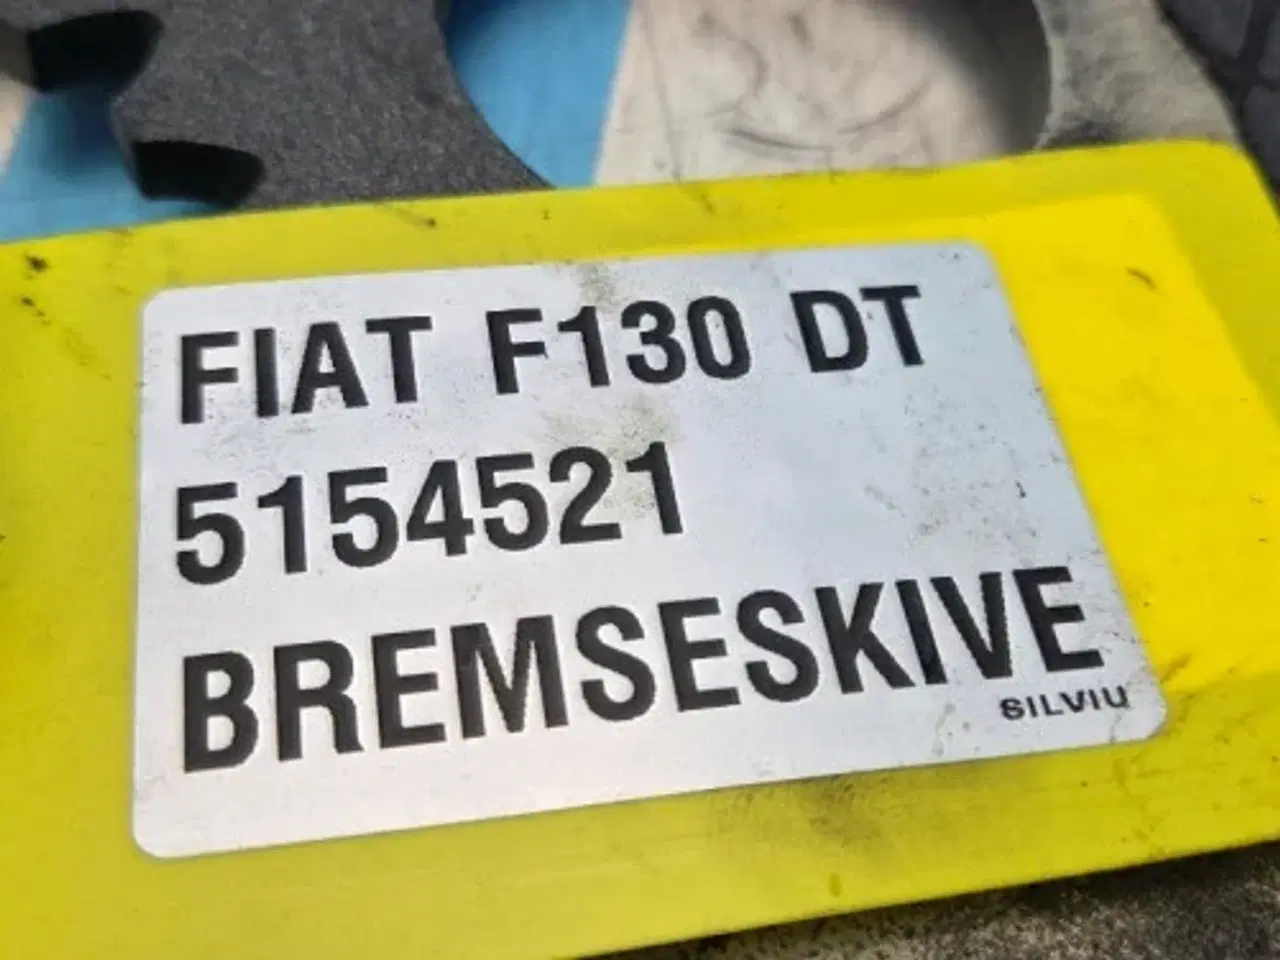 FIAT F130 DT
5154521
BREMSESKIVE
SILVIU